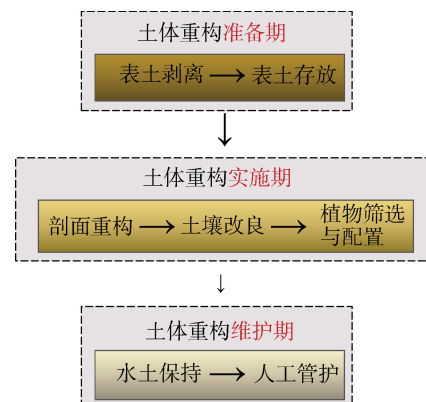 土体重构准备期
表土剥离→表土存放
土体重构实施期
剖面重构→土壤改良→植物筛选
与配置
土体重构维护期
水土保持→人工管护